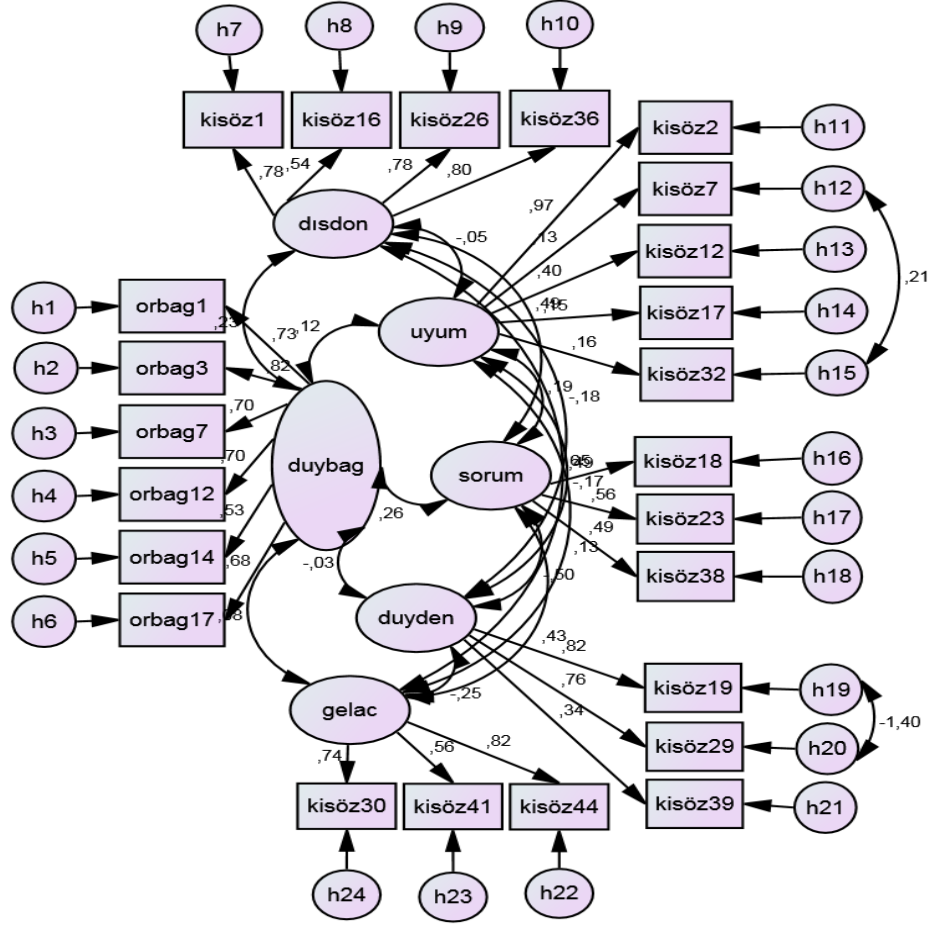 h7
h8
h9
h10
kisöz1
kisöz16
kisöz26
kisöz36
,78
,54
,78
,80
dısdon
kisöz2
h11
kisöz7
h12
kisöz12
h13
kisöz17
h14
kisöz32
h15
,21
,97
,40
,16
-,05
uyum
h1
orbag1
h2
orbag3
h3
orbag7
h4
orbag12
h5
orbag14
h6
orbag17
,23
,73
,12
,82
,70
,70
,53
,68
duybag
,19
-,18
-,17
sorum
,26
-,03
kisöz18
h16
kisöz23
h17
kisöz38
h18
,56
,49
,13
-,50
duyden
,43
,82
,76
,34
kisöz19
h19
kisöz29
h20
kisöz39
h21
-1,40
-,25
gelac
,74
,56
,82
kisöz30
kisöz41
kisöz44
h24
h23
h22